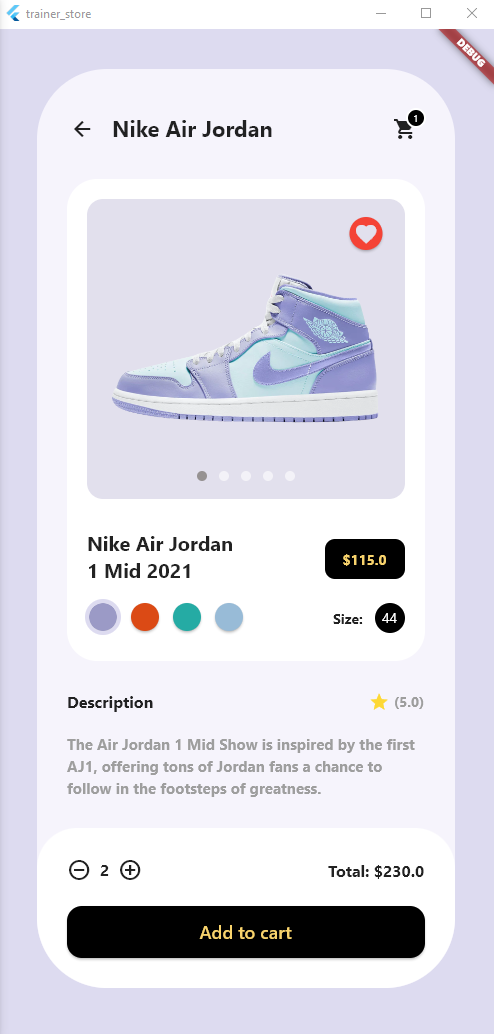 trainer_store
DEBUG
Nike Air Jordan
1
Nike Air Jordan
1 Mid 2021
$115.0
Size: 44
Description
(5.0)
The Air Jordan 1 Mid Show is inspired by the first
AJ1, offering tons of Jordan fans a chance to
follow in the footsteps of greatness.
2
Total: $230.0
Add to cart